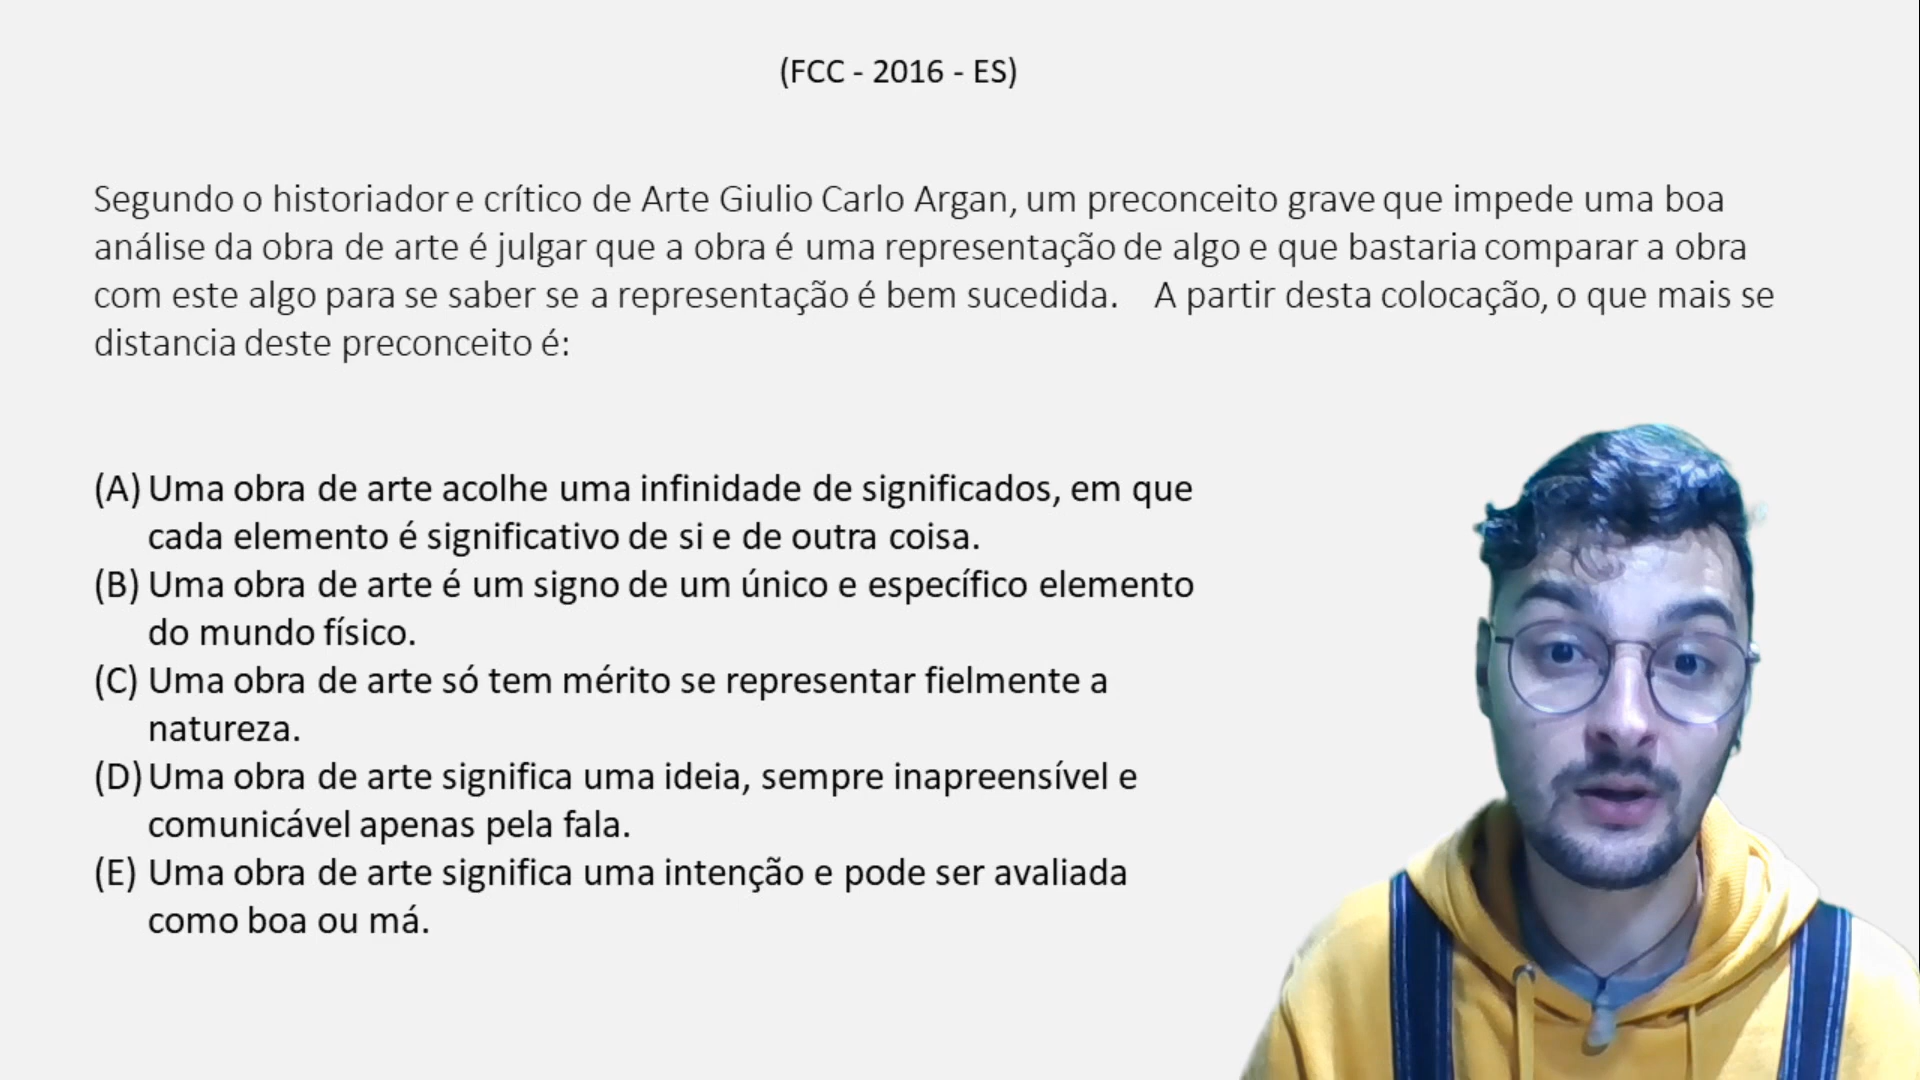 (FCC - 2016 - ES)
Segundo o historiador e crítico de Arte Giulio Carlo Argan, um preconceito grave que impede uma boa
análise da obra de arte é julgar que a obra é uma representação de algo e que bastaria comparar a obra
com este algo para se saber se a representação é bem sucedida. A partir desta colocação, o que mais se
distancia deste preconceito é:
(A) Uma obra de arte acolhe uma infinidade de significados, em que
cada elemento é significativo de si e de outra coisa.
(B) Uma obra de arte é um signo de um único e específico elemento
do mundo físico.
(C) Uma obra de arte só tem mérito se representar fielmente a
natureza.
(D) Uma obra de arte significa uma ideia, sempre inapreensível e
comunicável apenas pela fala.
(E) Uma obra de arte significa uma intenção e pode ser avaliada
como boa ou má.